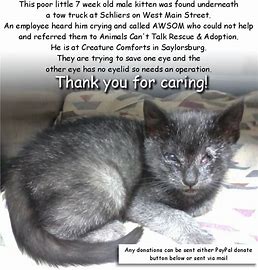 This poor little 7 week old male kitten was found underneath
a tow truck at Schliers on West Main Street.
An employee heard him crying and called AWSOM who could not help
and referred them to Animals Can't Talk Rescue & Adoption.
He is at Creature Comforts in Saylorsburg.
They are trying to save one eye and the
other eye has no eyelid so needs an operation.
Thank you for caring!
Any donations can be sent either PayPal donate
button below or sent via mail